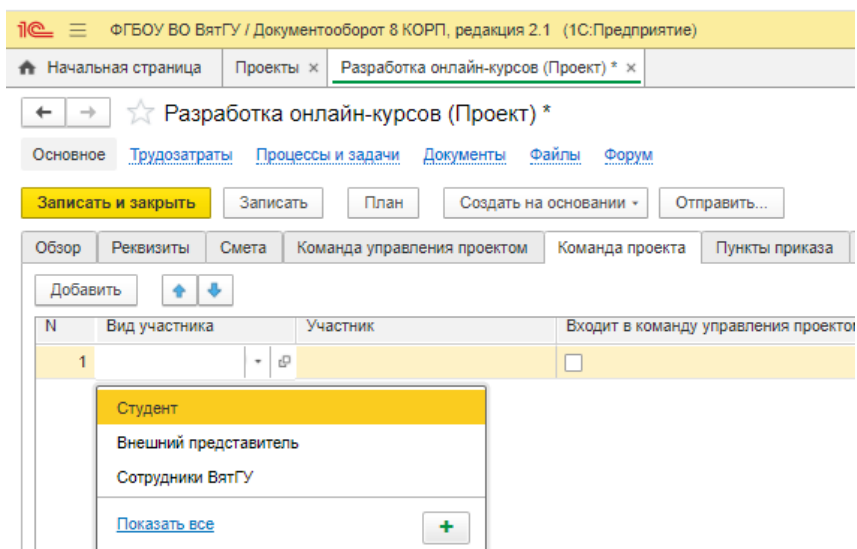 1С ФГБОУ ВО ВятГУ / Документооборот 8 КОРП, редакция 2.1 (1С:Предприятие)
Начальная страница Проекты × Разработка онлайн-курсов (Проект) * ×
Разработка онлайн-курсов (Проект) *
Основное Трудозатраты Процессы и задачи Документы Файлы Форум
Записать и закрыть Записать План Создать на основании Отправить...
Обзор Реквизиты Смета Команда управления проектом Команда проекта Пункты приказа
Добавить
N Вид участника Участник Входит в команду управления проектом
1
Студент
Внешний представитель
Сотрудники ВятГУ
Показать все +